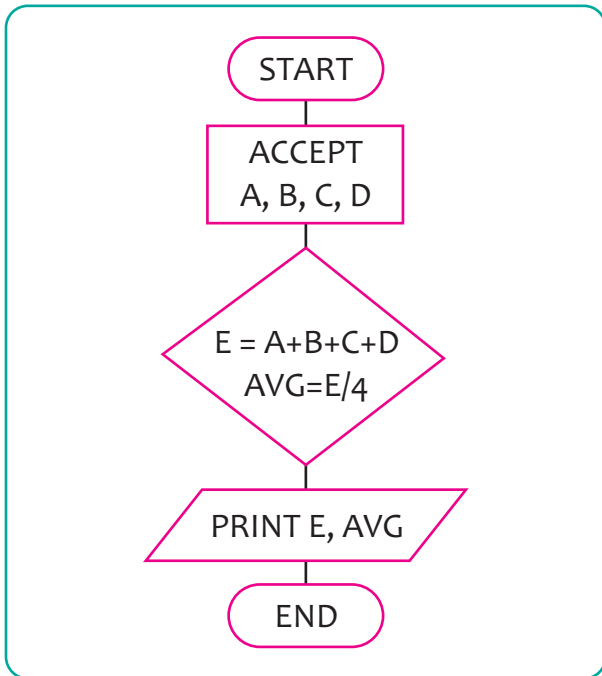 START
ACCEPT
A, B, C, D
E = A+B+C+D
AVG=E/4
PRINT E, AVG
END